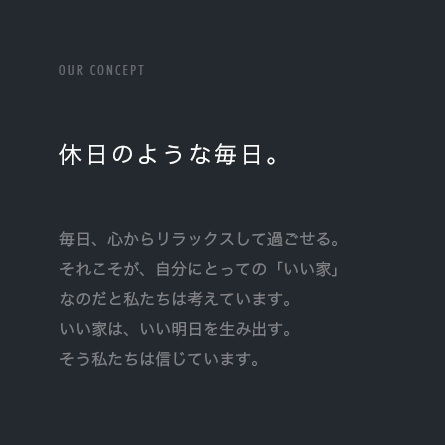 OUR CONCEPT
休日のような毎日。
毎日、心からリラックスして過ごせる。
それこそが、自分にとっての「いい家」
なのだと私たちは考えています。
いい家は、いい明日を生み出す。
そう私たちは信じています。